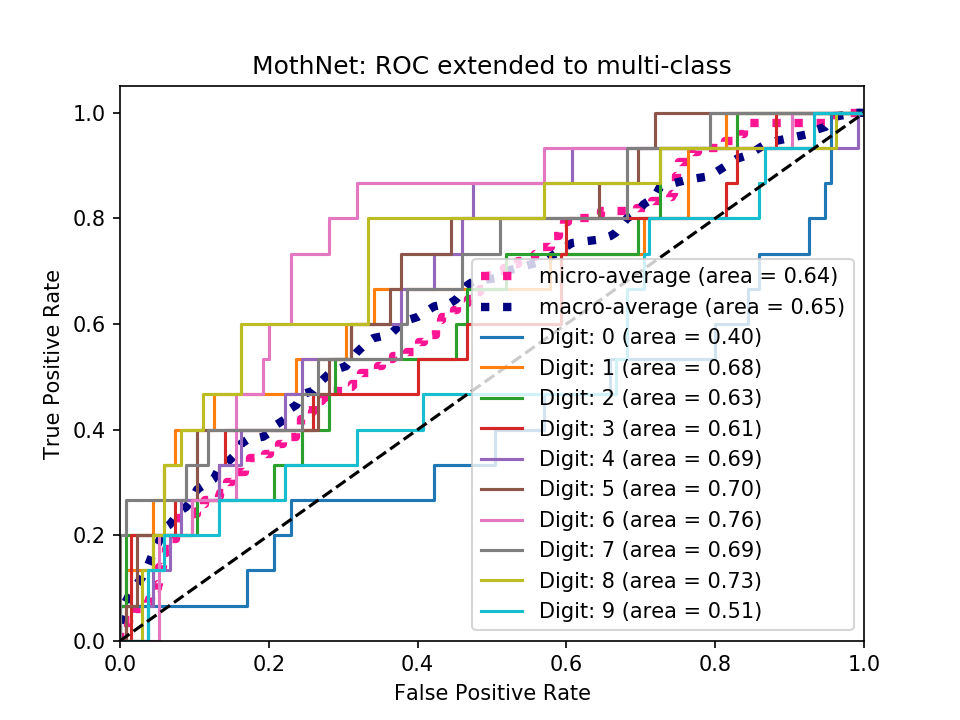 MothNet: ROC extended to multi-class
True Positive Rate
1.0
0.8
0.6
0.4
0.2
0.0
micro-average (area = 0.64)
macro-average (area = 0.65)
Digit: 0 (area = 0.40)
Digit: 1 (area = 0.68)
Digit: 2 (area = 0.63)
Digit: 3 (area = 0.61)
Digit: 4 (area = 0.69)
Digit: 5 (area = 0.70)
Digit: 6 (area = 0.76)
Digit: 7 (area = 0.69)
Digit: 8 (area = 0.73)
Digit: 9 (area = 0.51)
0.0 0.2 0.4 0.6 0.8 1.0
False Positive Rate